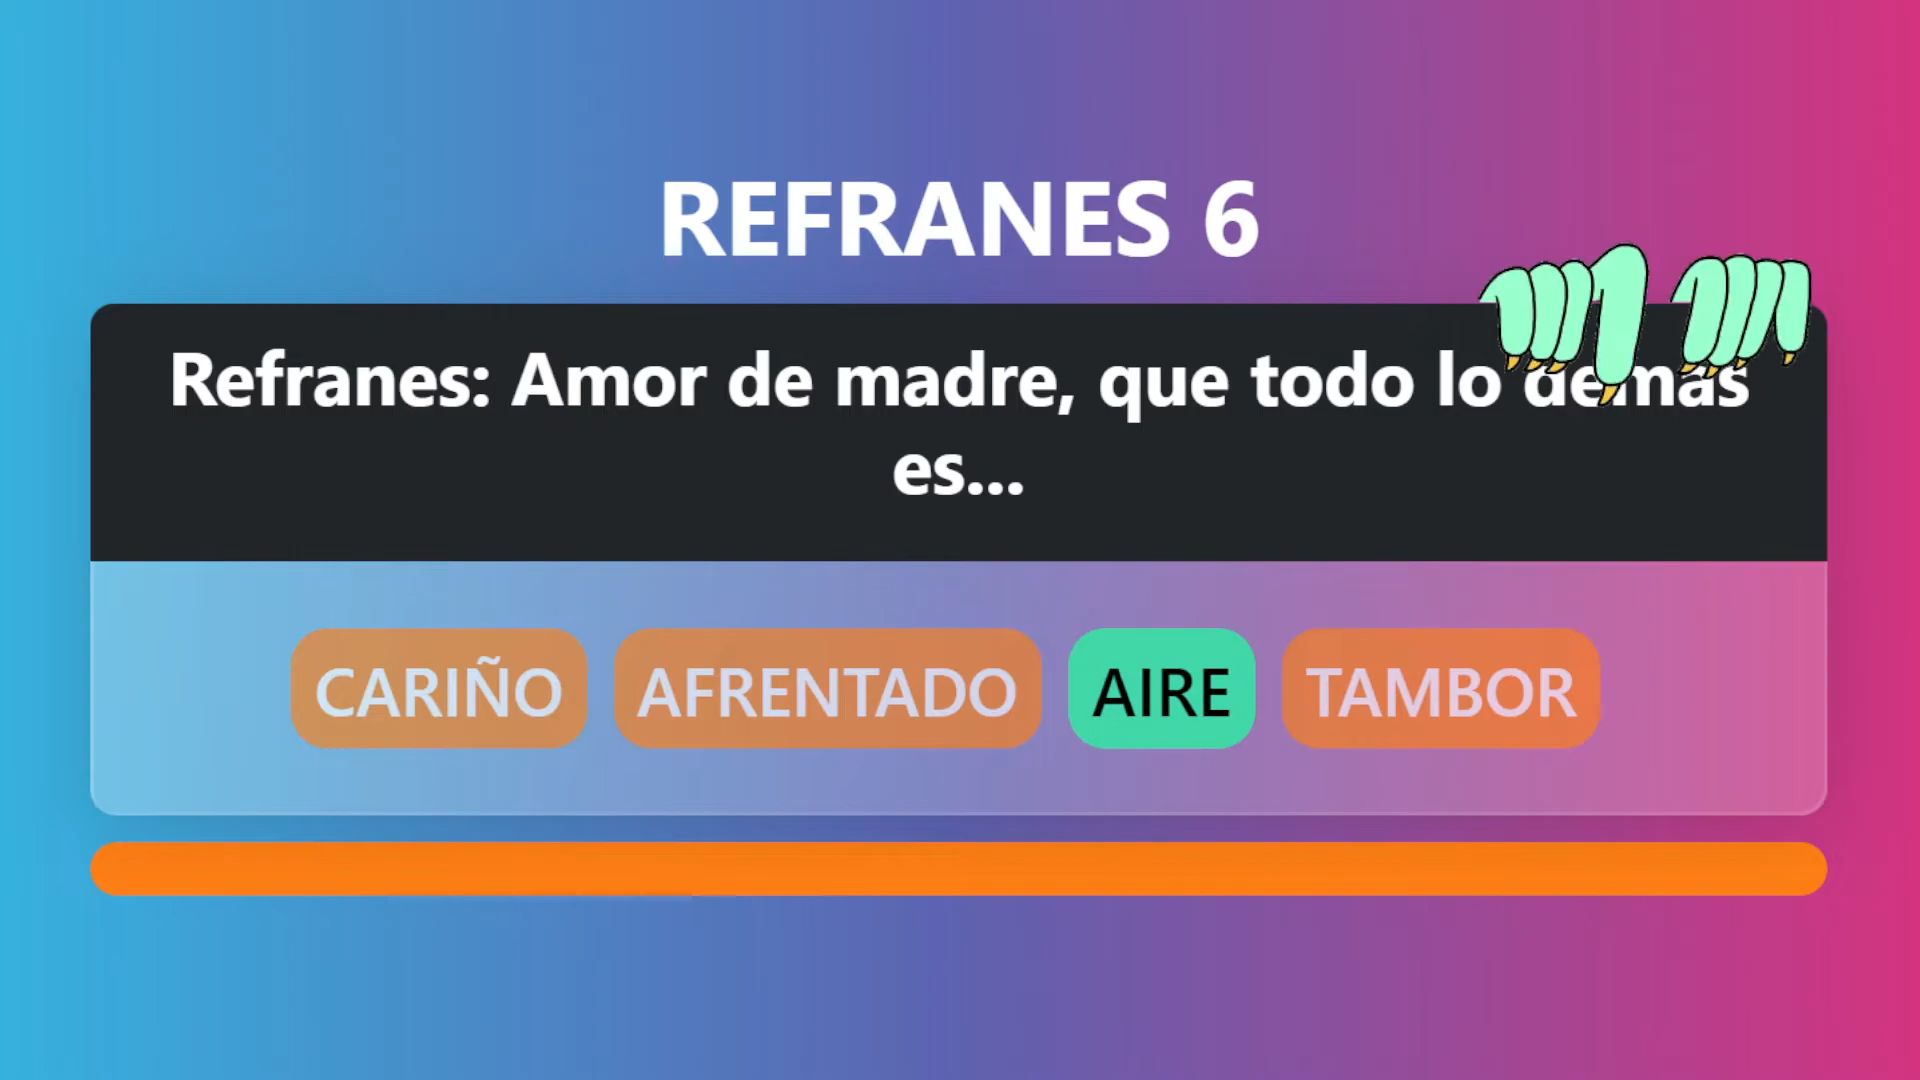 REFRANES 6
Refranes: Amor de madre, que todo lo demás
es...
CARIÑO AFRENTADO AIRE TAMBOR